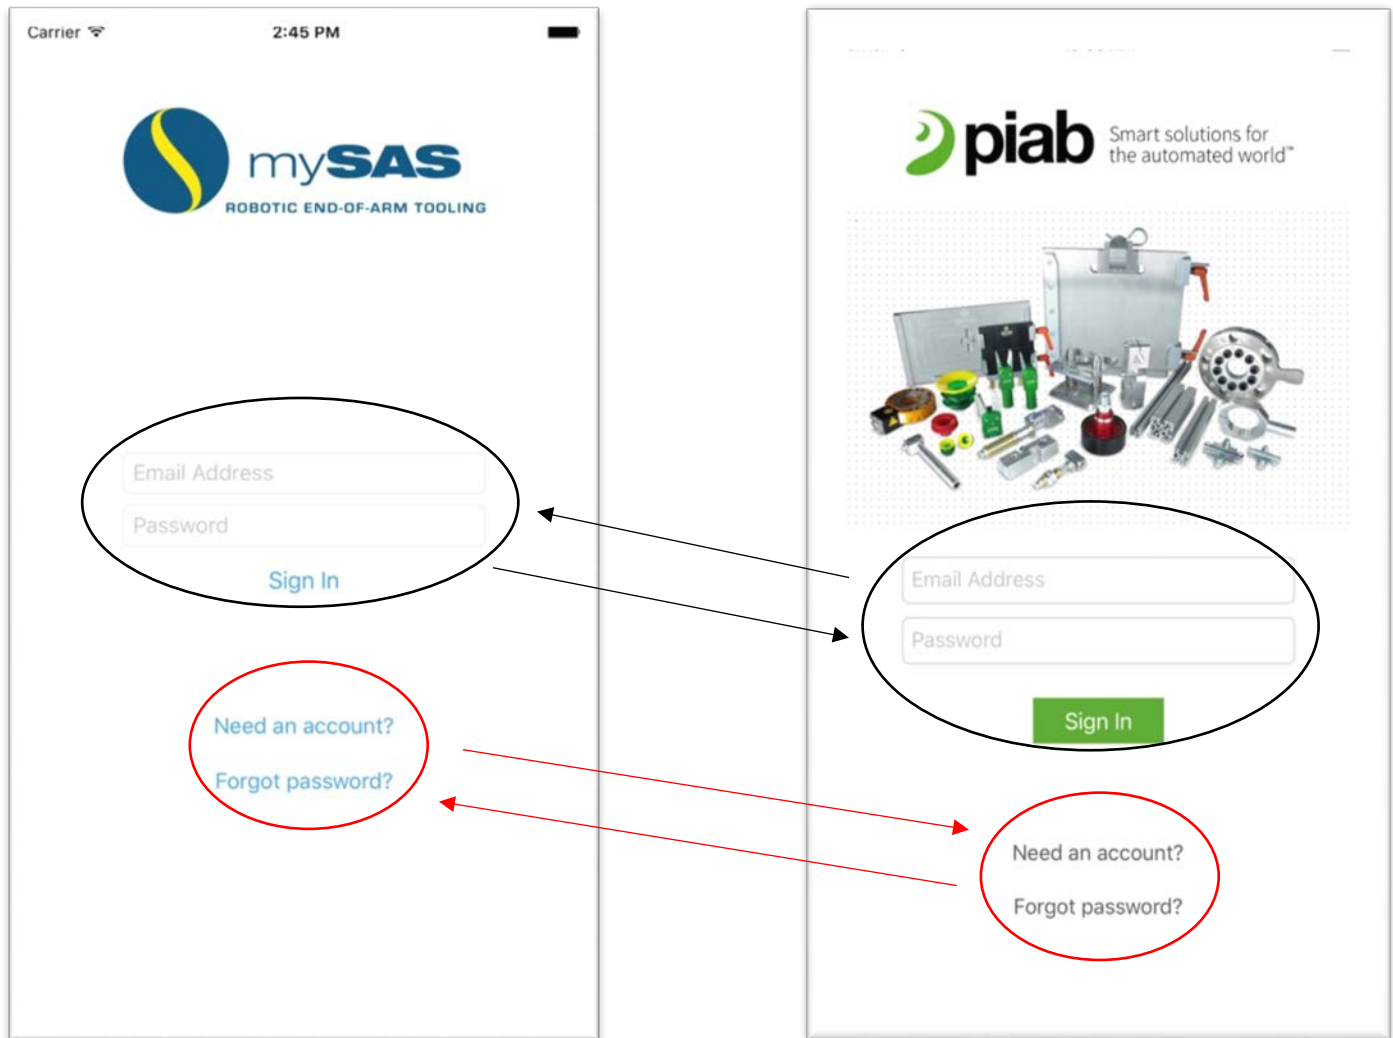 Carrier
2:45 PM
mySAS
ROBOTIC END-OF-ARM TOOLING
Email Address
Password
Sign In
Need an account?
Forgot password?
piab
Smart solutions for
the automated world™
Email Address
Password
Sign In
Need an account?
Forgot password?